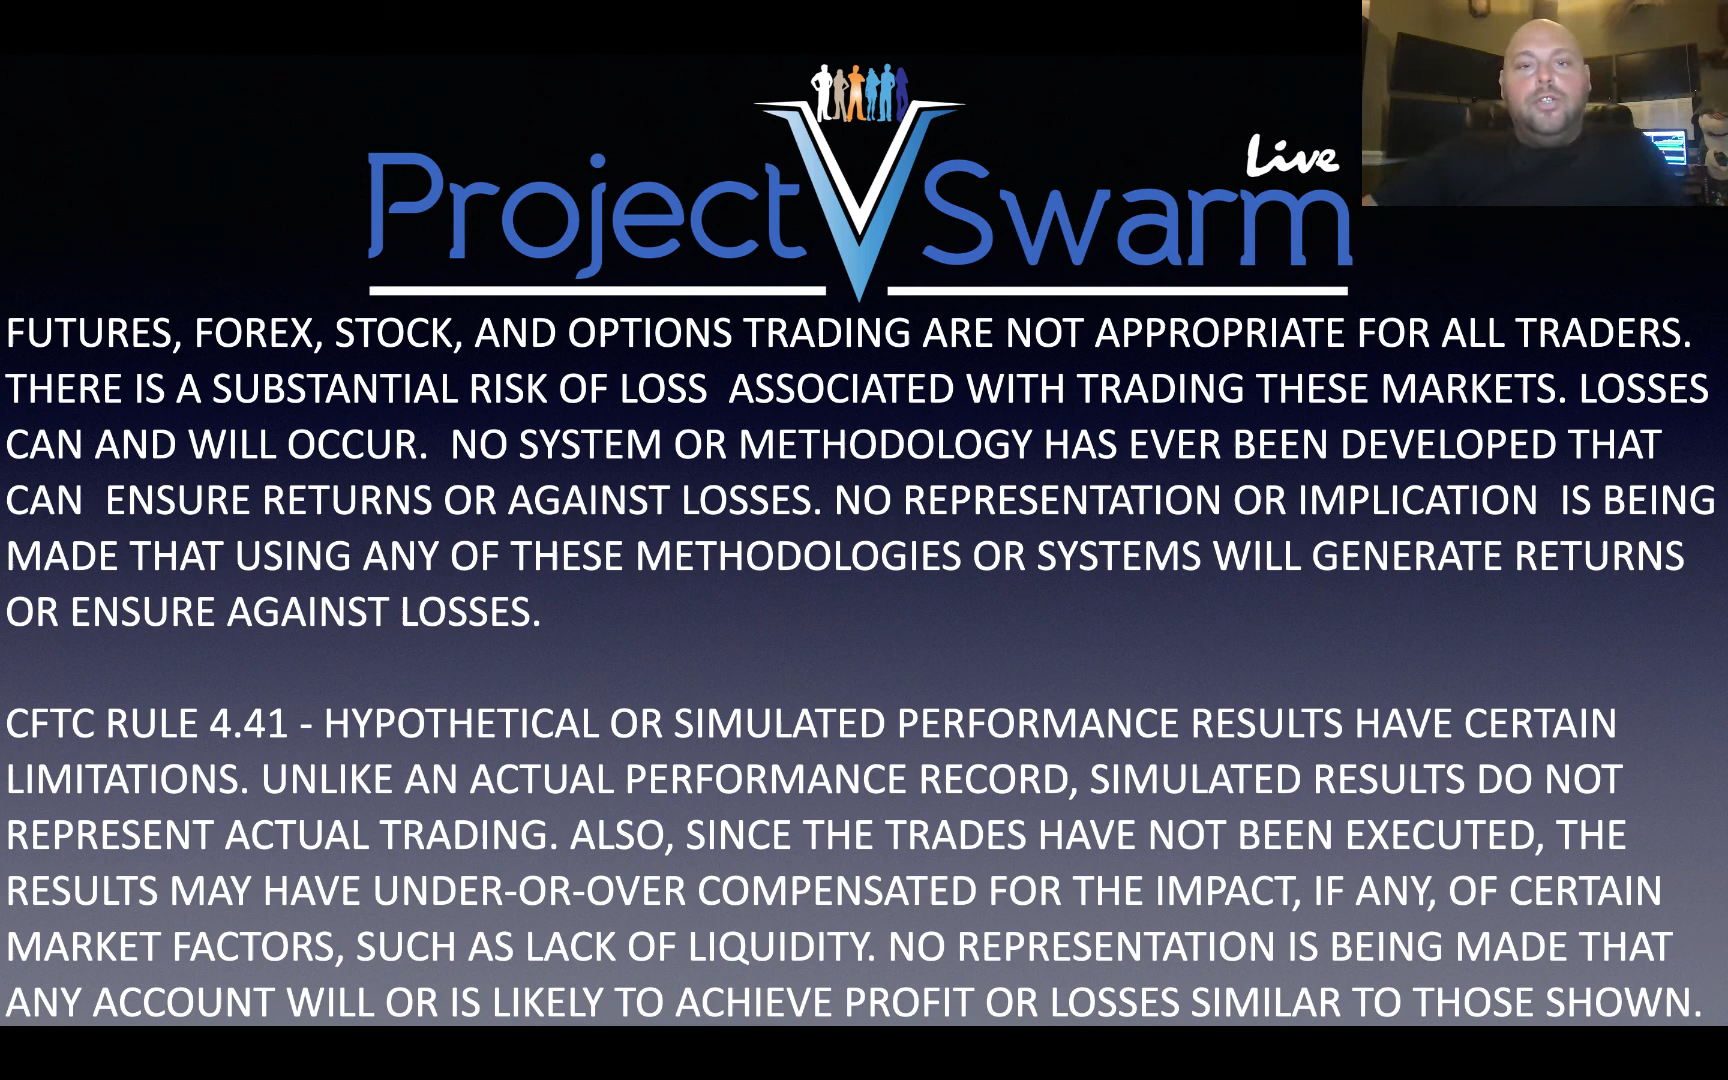 Live
Project Swarm
FUTURES, FOREX, STOCK, AND OPTIONS TRADING ARE NOT APPROPRIATE FOR ALL TRADERS.
THERE IS A SUBSTANTIAL RISK OF LOSS  ASSOCIATED WITH TRADING THESE MARKETS. LOSSES
CAN AND WILL OCCUR.  NO SYSTEM OR METHODOLOGY HAS EVER BEEN DEVELOPED THAT
CAN  ENSURE RETURNS OR AGAINST LOSSES. NO REPRESENTATION OR IMPLICATION  IS BEING
MADE THAT USING ANY OF THESE METHODOLOGIES OR SYSTEMS WILL GENERATE RETURNS
OR ENSURE AGAINST LOSSES.
CFTC RULE 4.41 - HYPOTHETICAL OR SIMULATED PERFORMANCE RESULTS HAVE CERTAIN
LIMITATIONS. UNLIKE AN ACTUAL PERFORMANCE RECORD, SIMULATED RESULTS DO NOT
REPRESENT ACTUAL TRADING. ALSO, SINCE THE TRADES HAVE NOT BEEN EXECUTED, THE
RESULTS MAY HAVE UNDER-OR-OVER COMPENSATED FOR THE IMPACT, IF ANY, OF CERTAIN
MARKET FACTORS, SUCH AS LACK OF LIQUIDITY. NO REPRESENTATION IS BEING MADE THAT
ANY ACCOUNT WILL OR IS LIKELY TO ACHIEVE PROFIT OR LOSSES SIMILAR TO THOSE SHOWN.